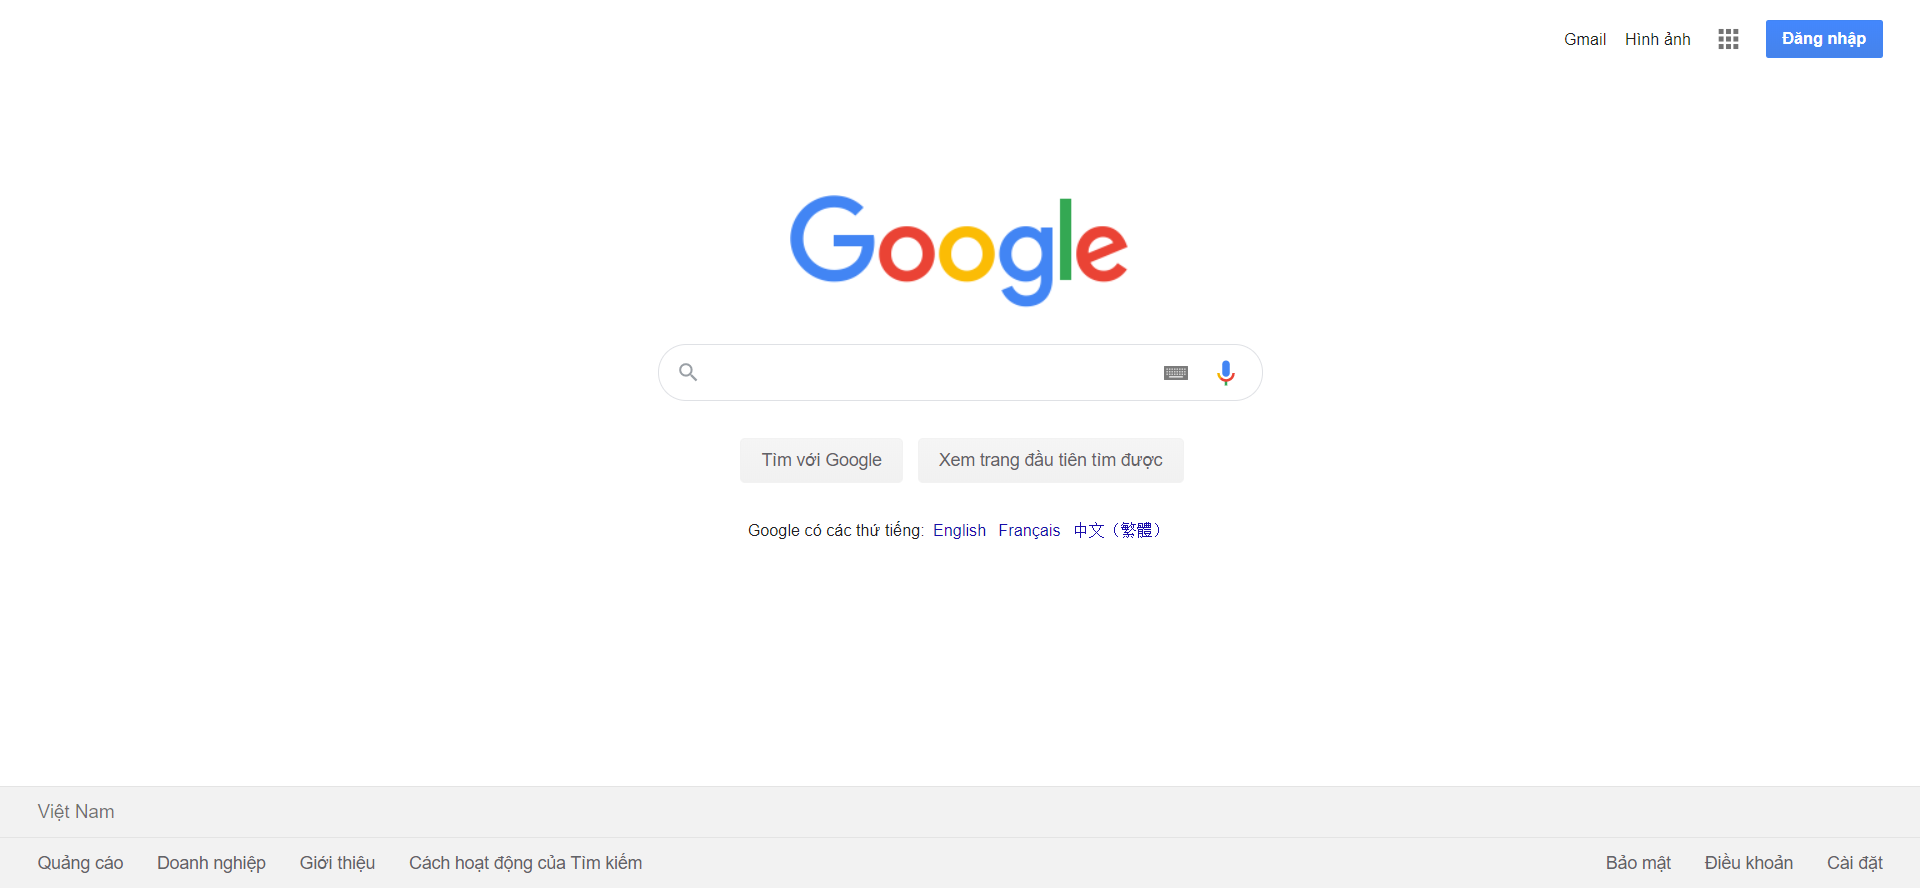 Gmail Hình ảnh Đăng nhập
Google
Tìm với Google Xem trang đầu tiên tìm được
Google có các thứ tiếng: English Français 中文（繁體）
Việt Nam
Quảng cáo Doanh nghiệp Giới thiệu Cách hoạt động của Tìm kiếm Bảo mật Điều khoản Cài đặt